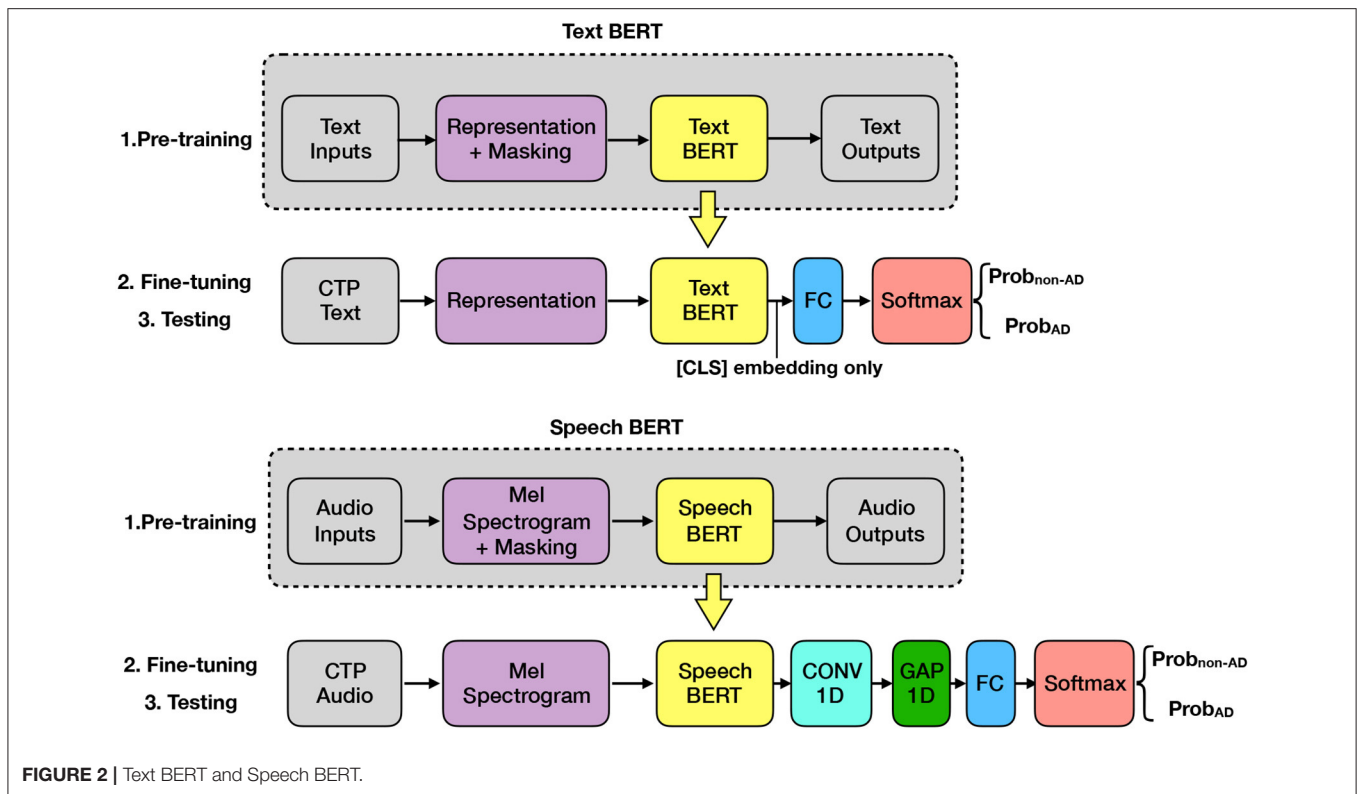 Text BERT
1.Pre-training
Text
Inputs
Representation
+ Masking
Text
BERT
Text
Outputs
2. Fine-tuning
3. Testing
CTP
Text
Representation
Text
BERT
FC
Softmax
Probnon-AD
ProbAD
[CLS] embedding only
Speech BERT
1.Pre-training
Audio
Inputs
Mel
Spectrogram
+ Masking
Speech
BERT
Audio
Outputs
2. Fine-tuning
3. Testing
CTP
Audio
Mel
Spectrogram
Speech
BERT
CONV
1D
GAP
1D
FC
Softmax
Probnon-AD
ProbAD
FIGURE 2 | Text BERT and Speech BERT.